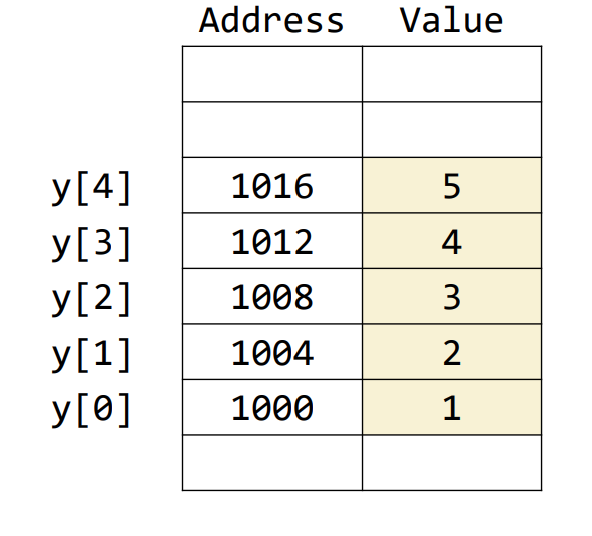 Address Value
y[4] 1016 5
y[3] 1012 4
y[2] 1008 3
y[1] 1004 2
y[0] 1000 1